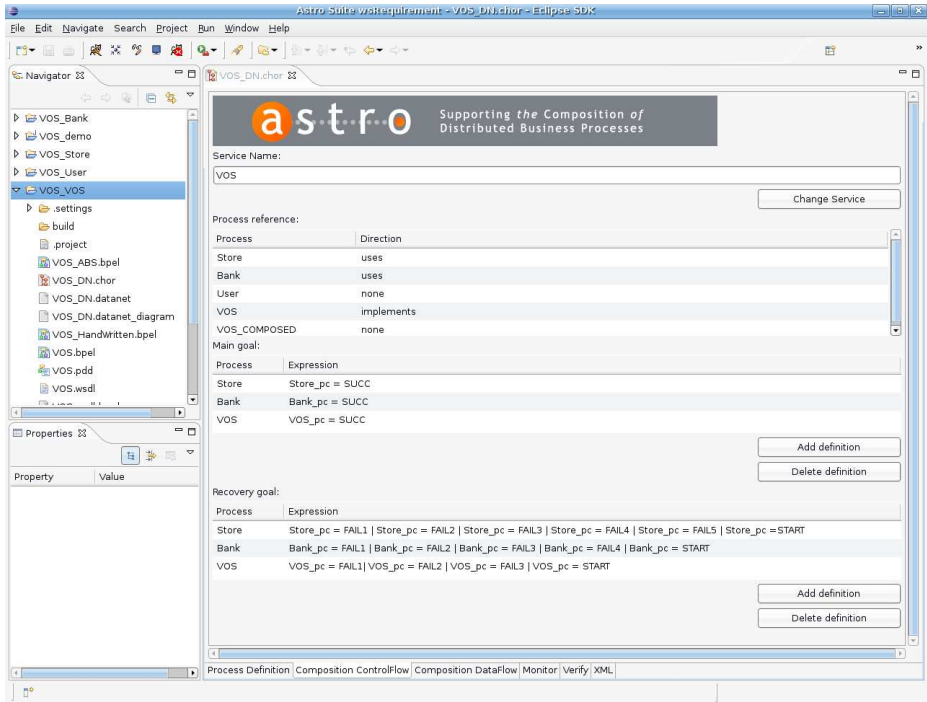 Astro Suite wsRequirement - VOS_DN.chor - Eclipse SDK
File Edit Navigate Search Project Run Window Help
Navigator
VOS_Bank
VOS_demo
VOS_Store
VOS_User
VOS_VOS
.settings
build
.project
VOS_ABS.bpel
VOS_DN.chor
VOS_DN.datanet
VOS_DN.datanet_diagram
VOS_HandWritten.bpel
VOS.bpel
VOS.pdd
VOS.wsdl
Properties
Property Value
VOS_DN.chor
astro
Supporting the Composition of
Distributed Business Processes
Service Name:
VOS
Change Service
Process reference:
Process Direction
Store uses
Bank uses
User none
VOS implements
VOS_COMPOSED none
Main goal:
Process Expression
Store Store_pc = SUCC
Bank Bank_pc = SUCC
VOS VOS_pc = SUCC
Add definition
Delete definition
Recovery goal:
Process Expression
Store Store_pc = FAIL1 | Store_pc = FAIL2 | Store_pc = FAIL3 | Store_pc = FAIL4 | Store_pc = FAIL5 | Store_pc =START
Bank Bank_pc = FAIL1 | Bank_pc = FAIL2 | Bank_pc = FAIL3 | Bank_pc = FAIL4 | Bank_pc = START
VOS VOS_pc = FAIL1| VOS_pc = FAIL2 | VOS_pc = FAIL3 | VOS_pc = START
Add definition
Delete definition
Process Definition Composition ControlFlow Composition DataFlow Monitor Verify XML